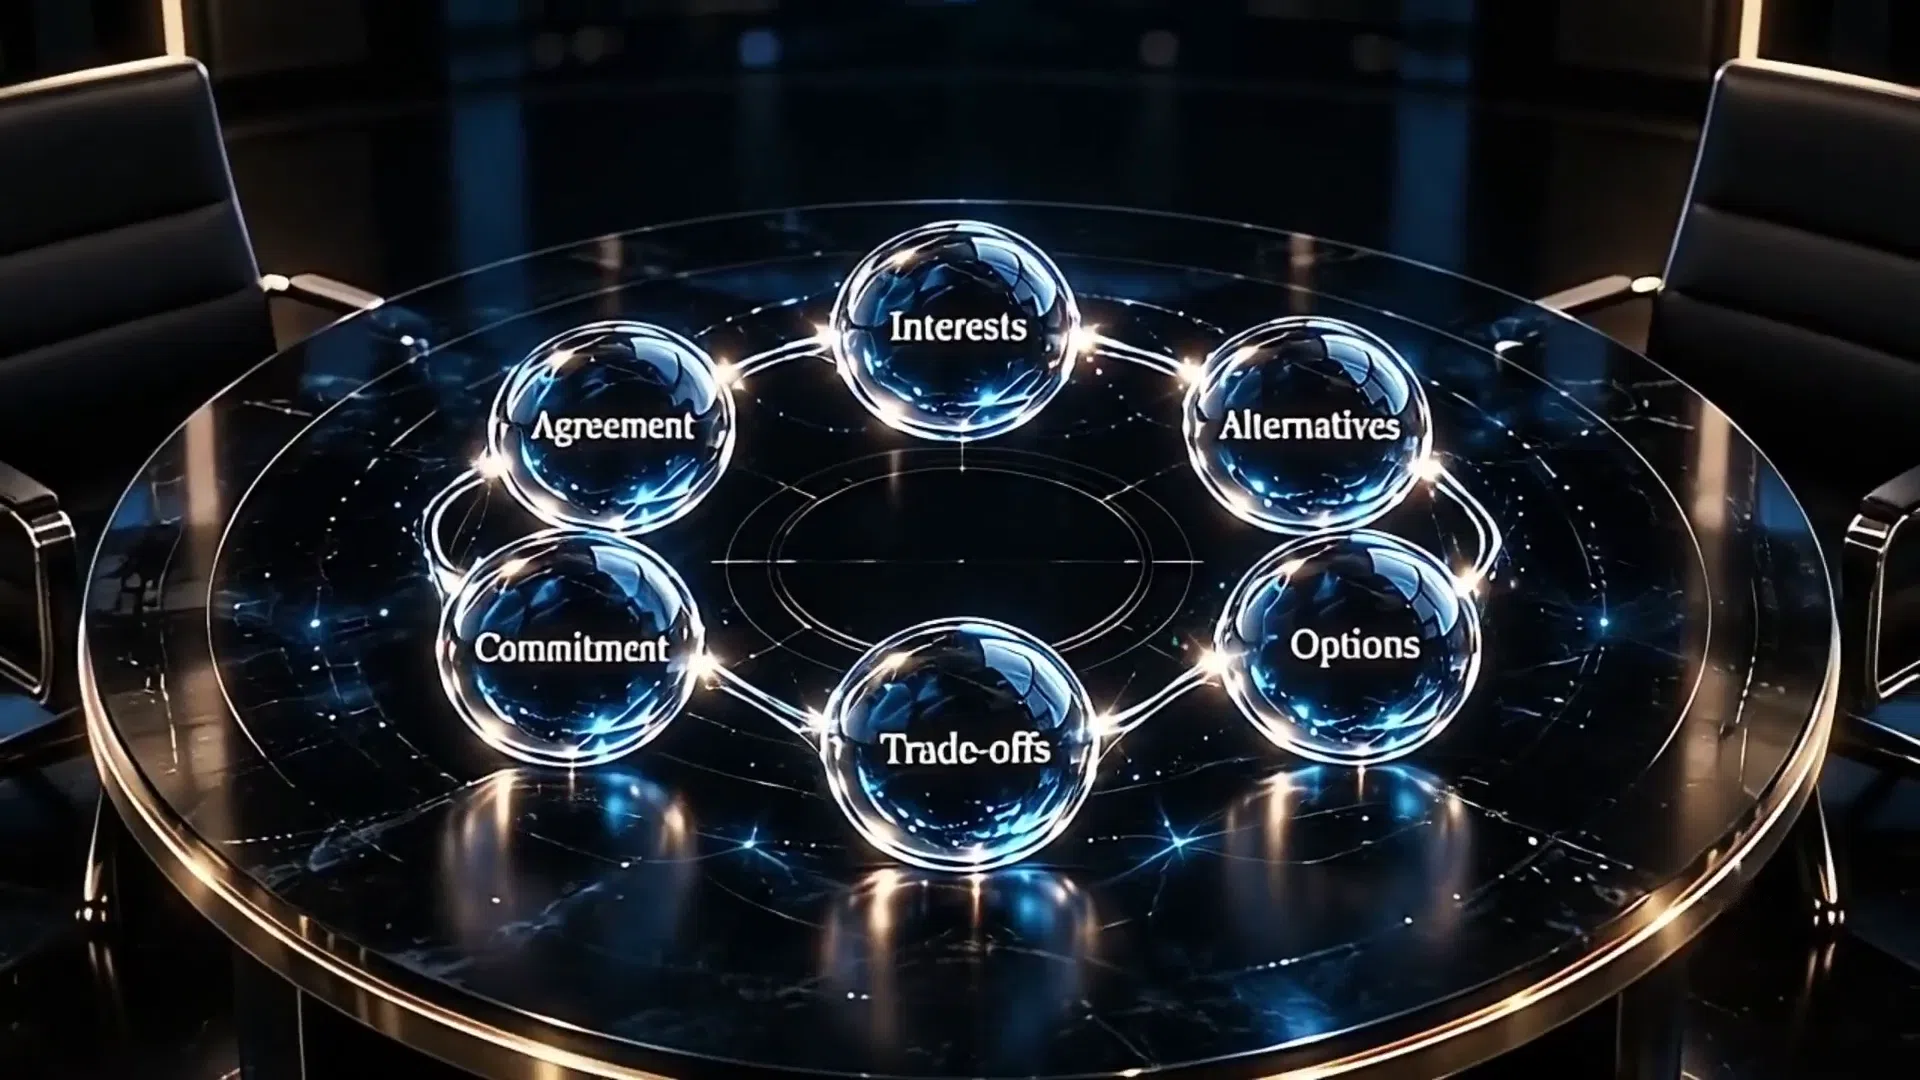 Interests
Agreement
Alternatives
Commitment
Options
Trade-offs